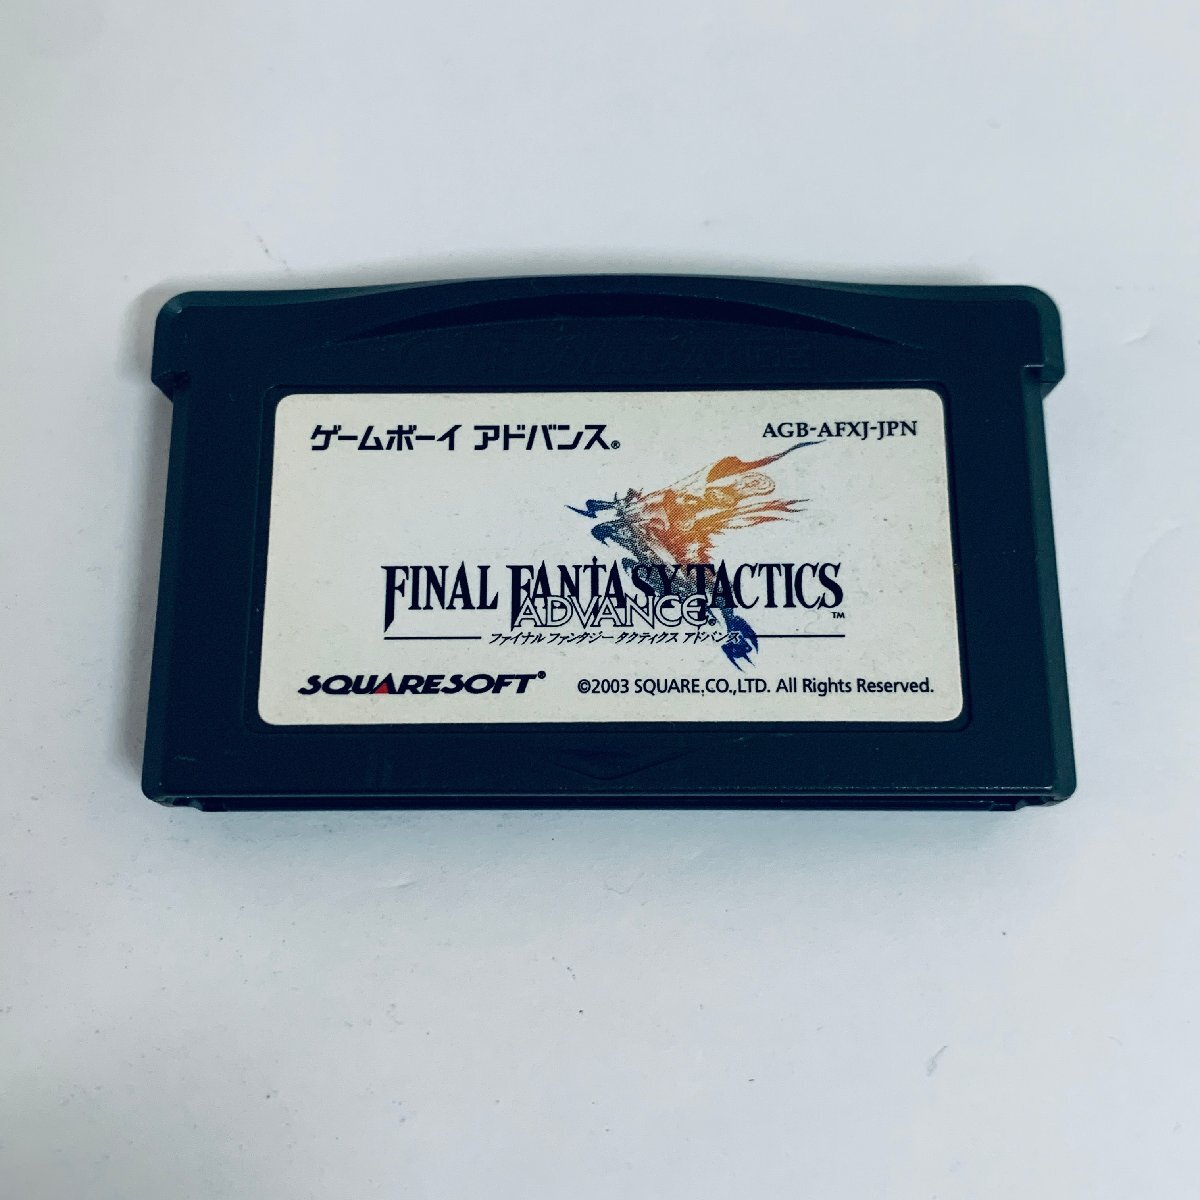 ゲームボーイ アドバンス®
AGB-AFXJ-JPN
FINAL FANTASY TACTICS™
ADVANCE®
ファイナルファンタジータクティクス アドバンス
SQUARESOFT®
©2003 SQUARE.CO.,LTD. All Rights Reserved.